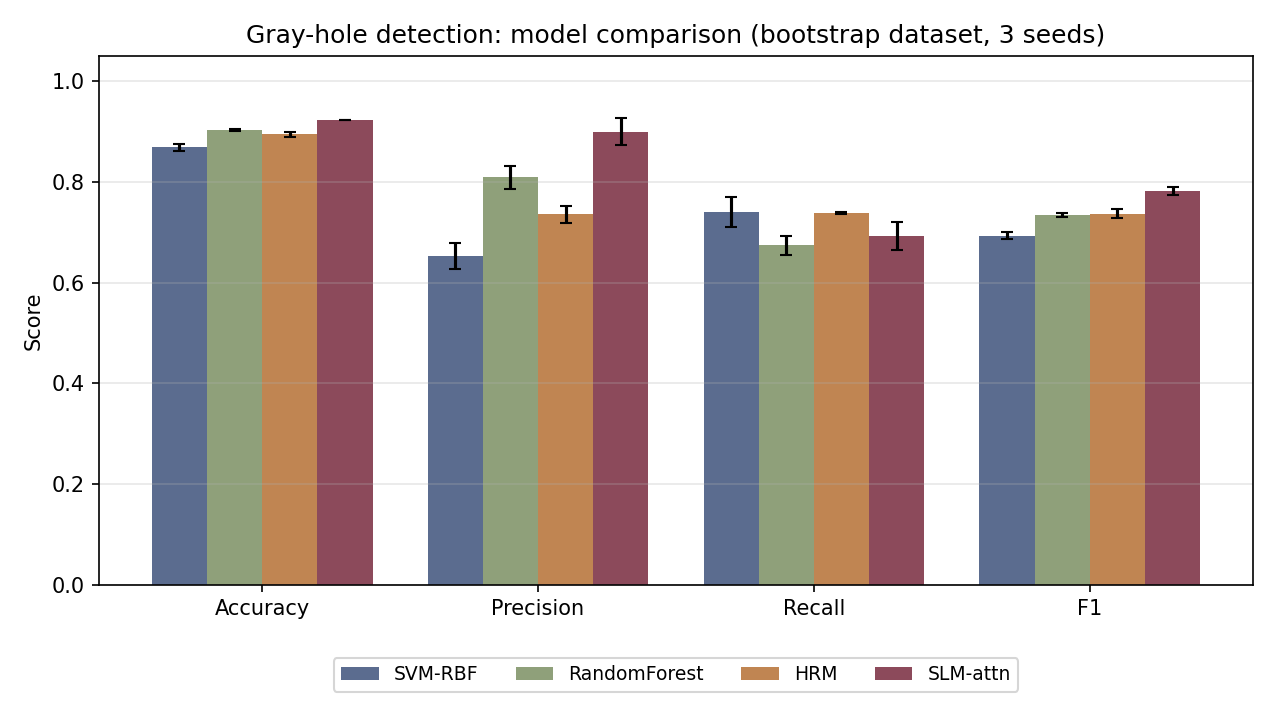 Gray-hole detection: model comparison (bootstrap dataset, 3 seeds)
1.0
0.8
0.6
0.4
0.2
0.0
Score
Accuracy Precision Recall F1
SVM-RBF RandomForest HRM SLM-attn